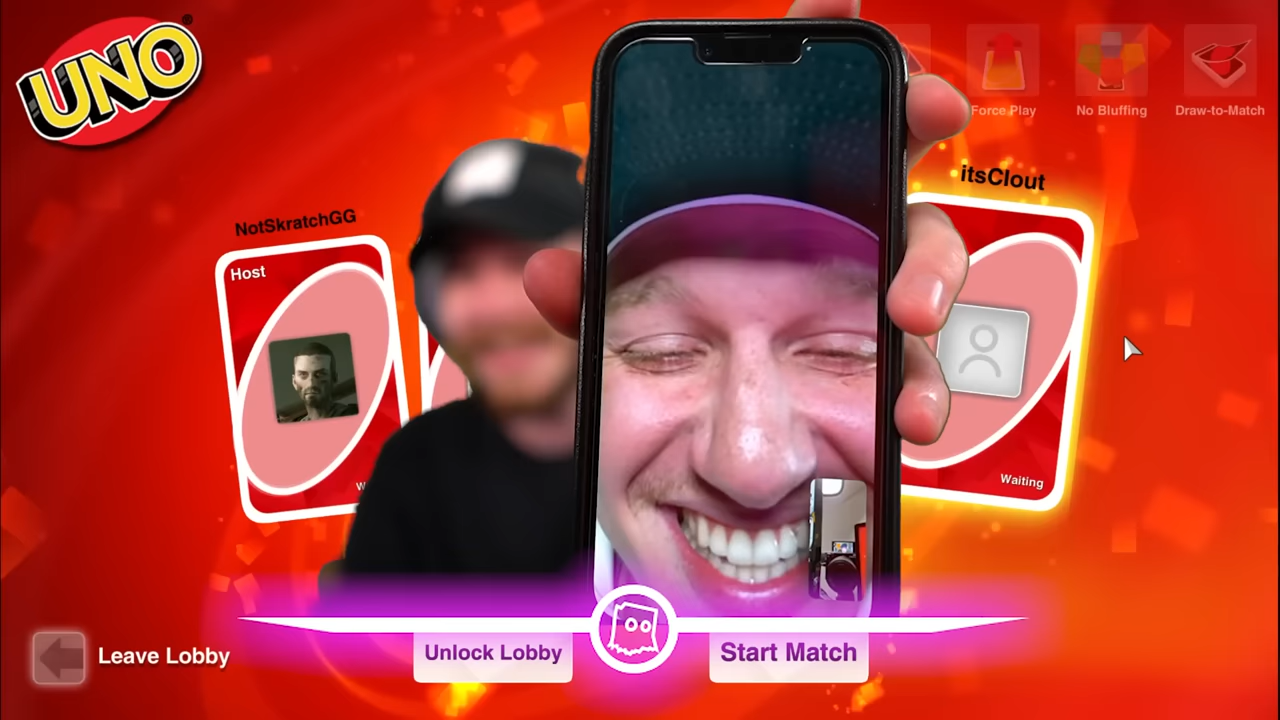 UNO
®
Force Play
No Bluffing
Draw-to-Match
itsClout
NotSkratchGG
Host
Waiting
Leave Lobby
Unlock Lobby
Start Match